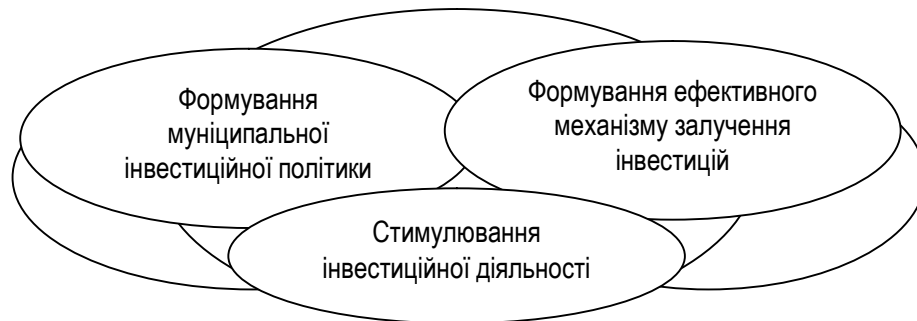 Формування
муніципальної
інвестиційної політики
Формування ефективного
механізму залучення
інвестицій
Стимулювання
інвестиційної діяльності